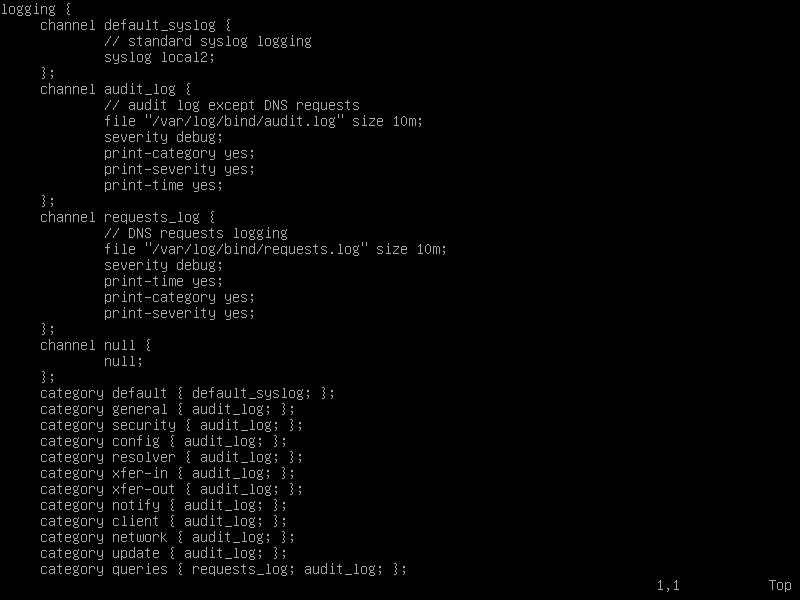 logging {
channel default_syslog {
// standard syslog logging
syslog local2;
};
channel audit_log {
// audit log except DNS requests
file "/var/log/bind/audit.log" size 10m;
severity debug;
print-category yes;
print-severity yes;
print-time yes;
};
channel requests_log {
// DNS requests logging
file "/var/log/bind/requests.log" size 10m;
severity debug;
print-time yes;
print-category yes;
print-severity yes;
};
channel null {
null;
};
category default { default_syslog; };
category general { audit_log; };
category security { audit_log; };
category config { audit_log; };
category resolver { audit_log; };
category xfer-in { audit_log; };
category xfer-out { audit_log; };
category notify { audit_log; };
category client { audit_log; };
category network { audit_log; };
category update { audit_log; };
category queries { requests_log; audit_log; };
1,1 Top